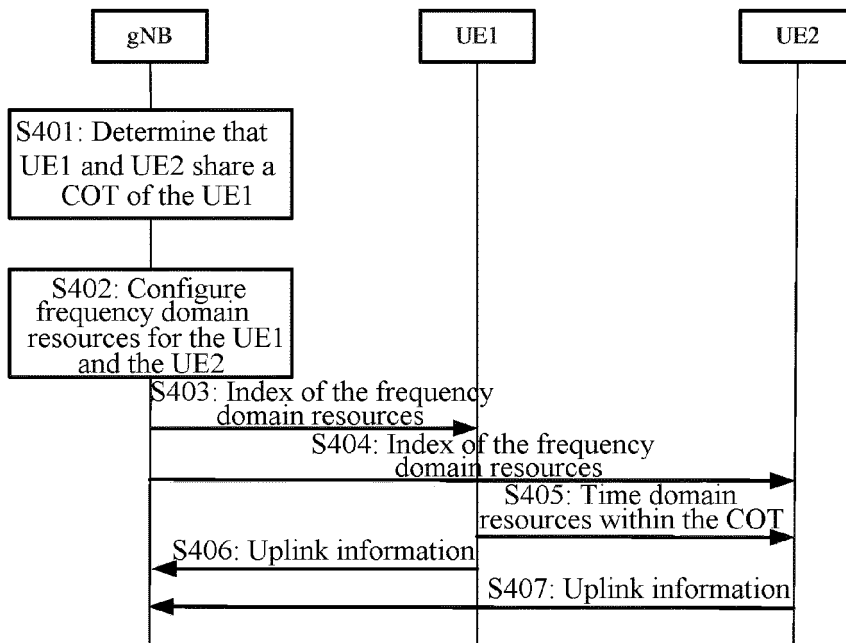 gNB
UE1
UE2
S401: Determine that
UE1 and UE2 share a
COT of the UE1
S402: Configure
frequency domain
resources for the UE1
and the UE2
S403: Index of the frequency
domain resources
S404: Index of the frequency
domain resources
S405: Time domain
resources within the COT
S406: Uplink information
S407: Uplink information